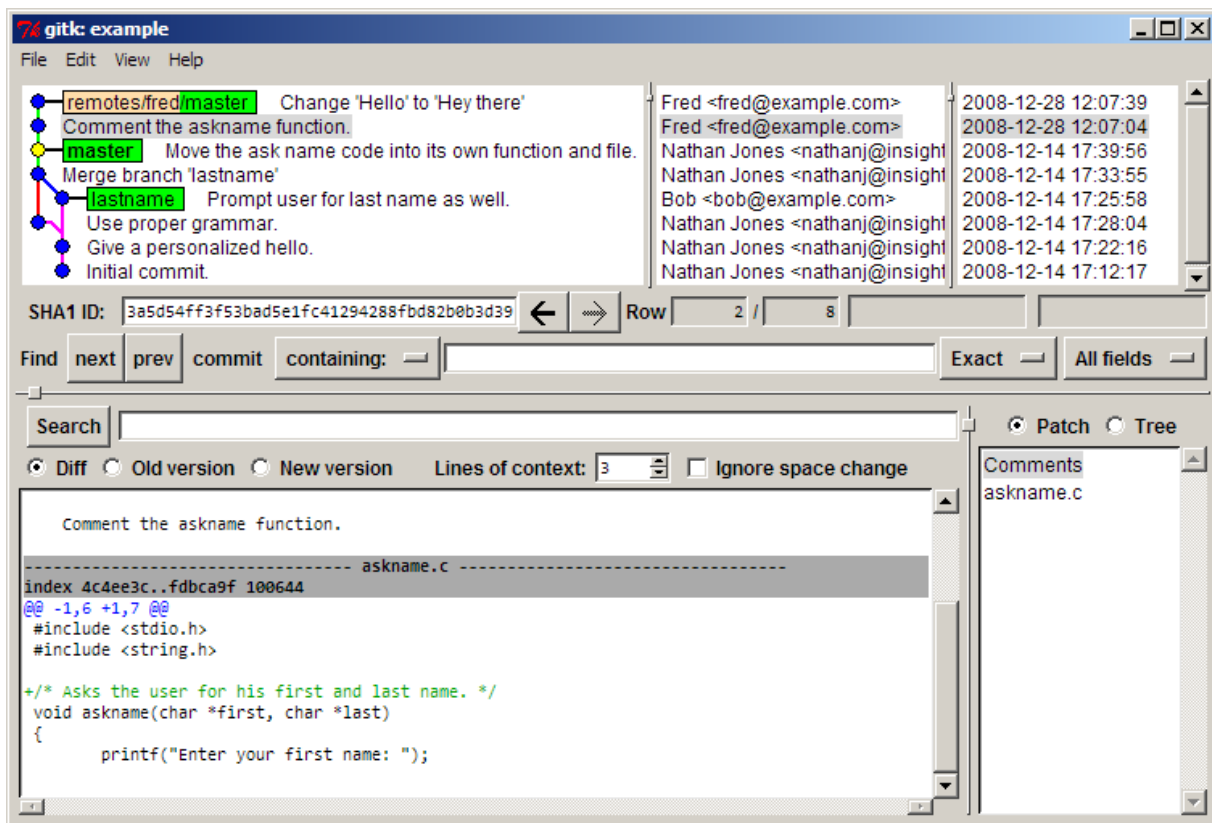 gitk: example
File Edit View Help
remotes/fred/master Change 'Hello' to 'Hey there' Fred <fred@example.com> 2008-12-28 12:07:39
Comment the askname function. Fred <fred@example.com> 2008-12-28 12:07:04
master Move the ask name code into its own function and file. Nathan Jones <nathanj@insight 2008-12-14 17:39:56
Merge branch 'lastname' Nathan Jones <nathanj@insight 2008-12-14 17:33:55
lastname Prompt user for last name as well. Bob <bob@example.com> 2008-12-14 17:25:58
Use proper grammar. Nathan Jones <nathanj@insight 2008-12-14 17:28:04
Give a personalized hello. Nathan Jones <nathanj@insight 2008-12-14 17:22:16
Initial commit. Nathan Jones <nathanj@insight 2008-12-14 17:12:17
SHA1 ID: 3a5d54ff3f53bad5e1fc41294288fbd82b0b3d39 Row 2 / 8
Find next prev commit containing: Exact All fields
Search Patch Tree
Diff Old version New version Lines of context: 3 Ignore space change
Comments
askname.c
Comment the askname function.
---------------------------------- askname.c ----------------------------------
index 4c4ee3c..fdbca9f 100644
@@ -1,6 +1,7 @@
#include <stdio.h>
#include <string.h>
+/* Asks the user for his first and last name. */
void askname(char *first, char *last)
{
printf("Enter your first name: ");